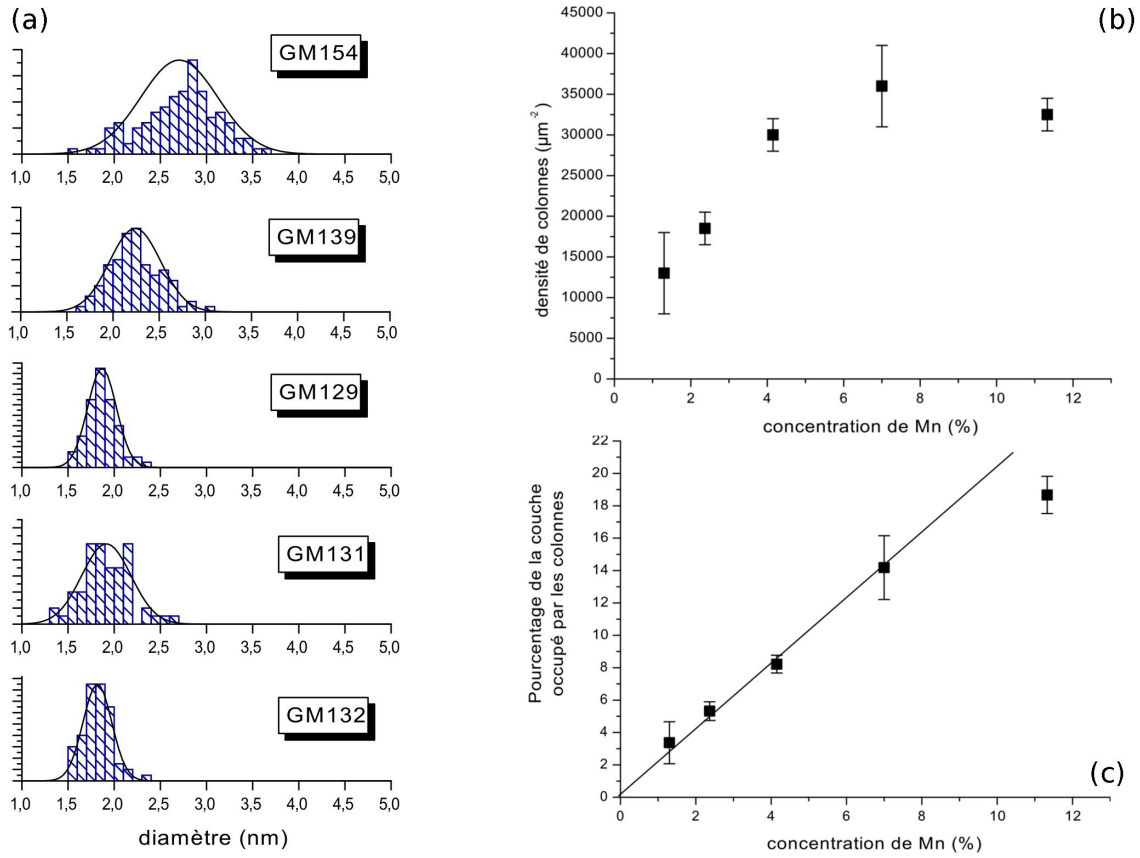 (a)
GM154
1,0 1,5 2,0 2,5 3,0 3,5 4,0 4,5 5,0
GM139
1,0 1,5 2,0 2,5 3,0 3,5 4,0 4,5 5,0
GM129
1,0 1,5 2,0 2,5 3,0 3,5 4,0 4,5 5,0
GM131
1,0 1,5 2,0 2,5 3,0 3,5 4,0 4,5 5,0
GM132
1,0 1,5 2,0 2,5 3,0 3,5 4,0 4,5 5,0
diamètre (nm)
(b)
densité de colonnes (µm⁻²)
45000
40000
35000
30000
25000
20000
15000
10000
5000
0
0 2 4 6 8 10 12
concentration de Mn (%)
Pourcentage de la couche
occupé par les colonnes
22
20
18
16
14
12
10
8
6
4
2
0
(c)
0 2 4 6 8 10 12
concentration de Mn (%)